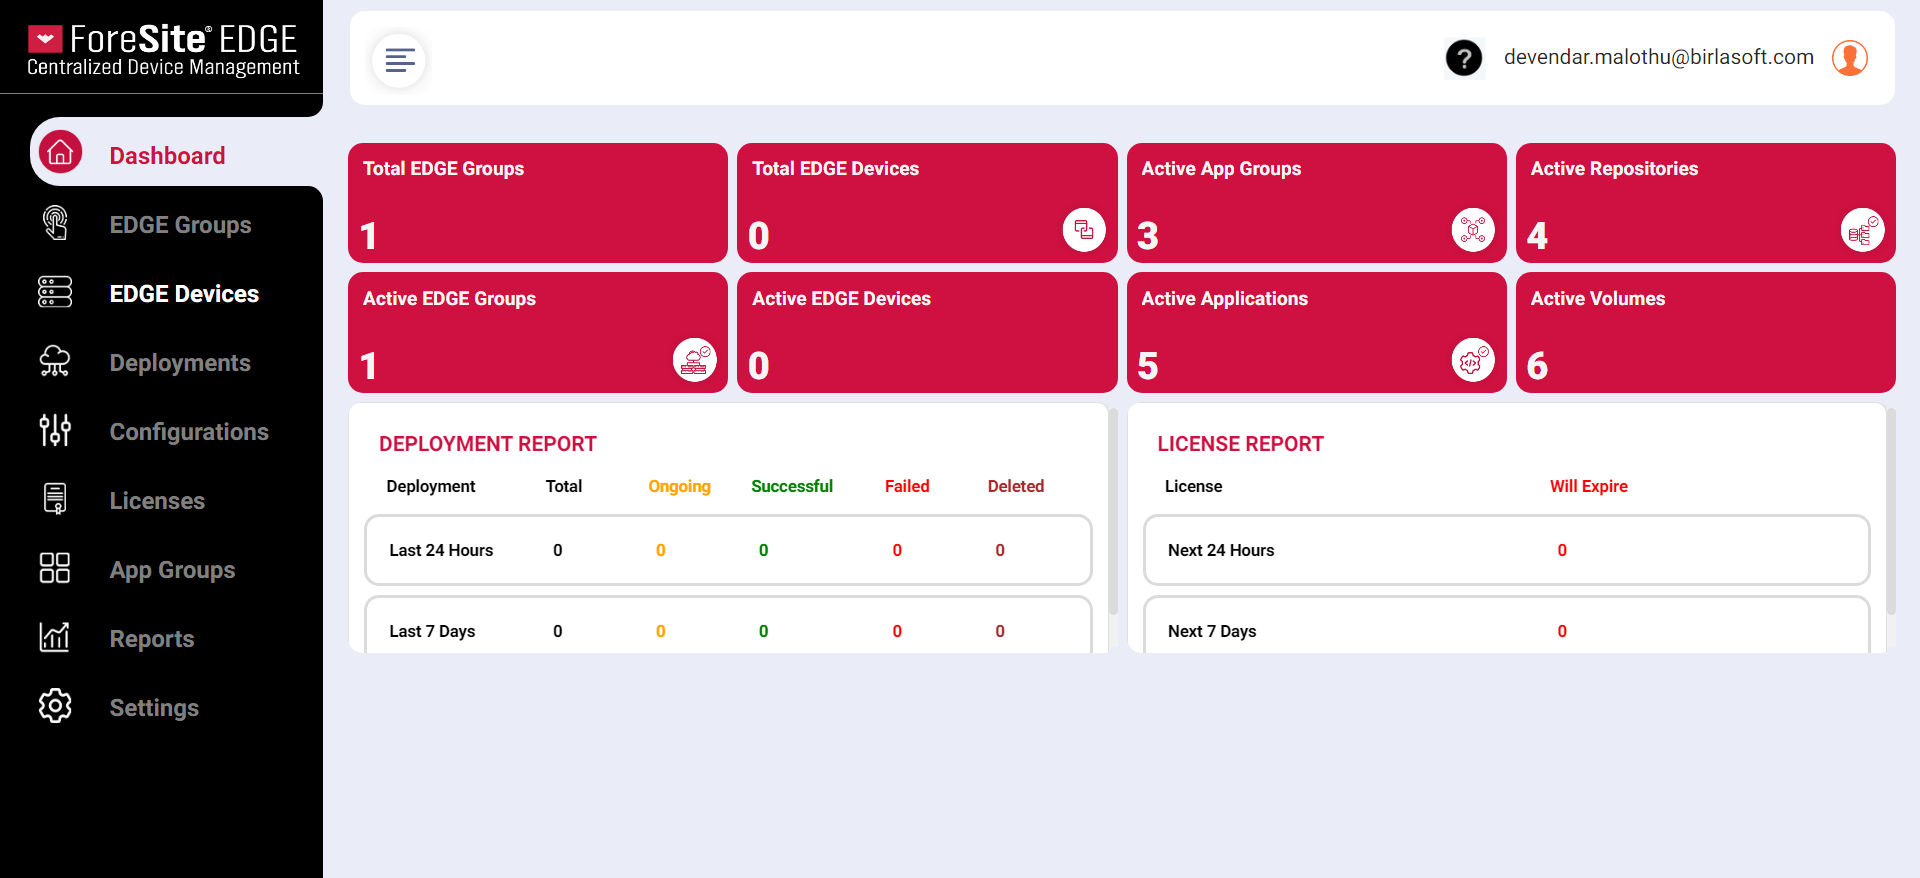 ForeSite® EDGE
Centralized Device Management
? devendar.malothu@birlasoft.com
Dashboard
EDGE Groups
EDGE Devices
Deployments
Configurations
Licenses
App Groups
Reports
Settings
Total EDGE Groups
1
Total EDGE Devices
0
Active App Groups
3
Active Repositories
4
Active EDGE Groups
1
Active EDGE Devices
0
Active Applications
5
Active Volumes
6
DEPLOYMENT REPORT
Deployment Total Ongoing Successful Failed Deleted
Last 24 Hours 0 0 0 0 0
Last 7 Days 0 0 0 0 0
LICENSE REPORT
License Will Expire
Next 24 Hours 0
Next 7 Days 0